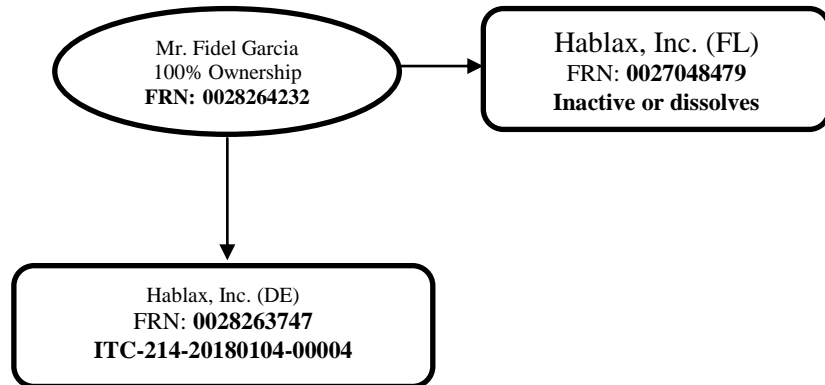 Mr. Fidel Garcia
100% Ownership
FRN: 0028264232
Hablax, Inc. (FL)
FRN: 0027048479
Inactive or dissolves
Hablax, Inc. (DE)
FRN: 0028263747
ITC-214-20180104-00004